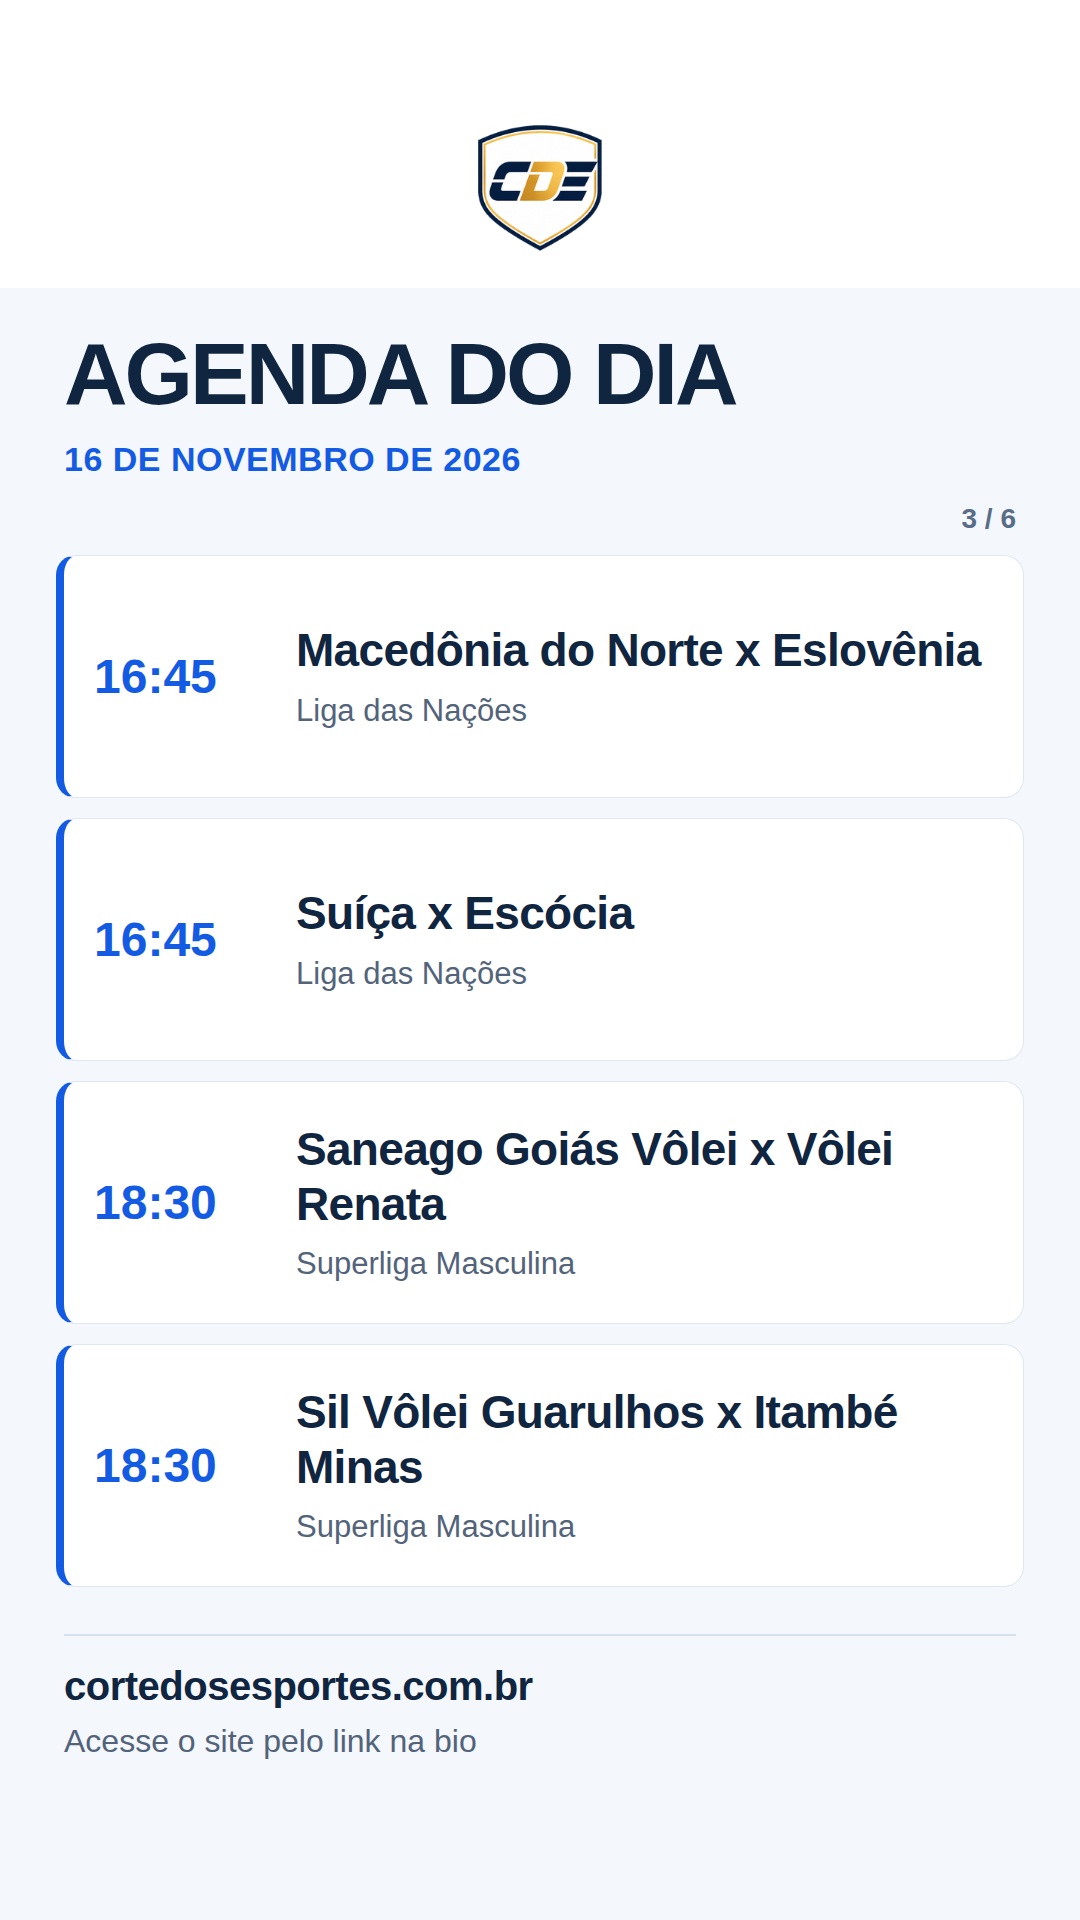 CDE
AGENDA DO DIA
16 DE NOVEMBRO DE 2026
3 / 6
16:45
Macedônia do Norte x Eslovênia
Liga das Nações
16:45
Suíça x Escócia
Liga das Nações
18:30
Saneago Goiás Vôlei x Vôlei
Renata
Superliga Masculina
18:30
Sil Vôlei Guarulhos x Itambé
Minas
Superliga Masculina
cortedosesportes.com.br
Acesse o site pelo link na bio